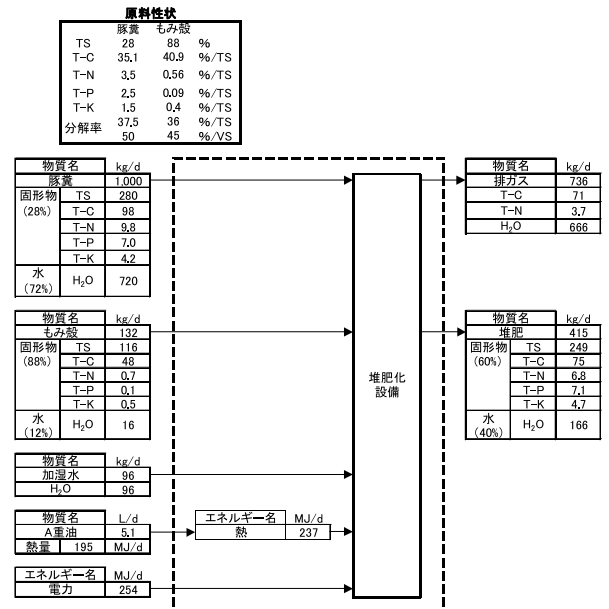 原料性状
豚糞 もみ殻
TS 28 88 %
T-C 35.1 40.9 %/TS
T-N 3.5 0.56 %/TS
T-P 2.5 0.09 %/TS
T-K 1.5 0.4 %/TS
分解率 37.5 36 %/TS
50 45 %/VS
物質名 kg/d
豚糞 1,000
固形物 (28%) TS 280
T-C 98
T-N 9.8
T-P 7.0
T-K 4.2
水 (72%) H₂O 720
物質名 kg/d
もみ殻 132
固形物 (88%) TS 116
T-C 48
T-N 0.7
T-P 0.1
T-K 0.5
水 (12%) H₂O 16
物質名 kg/d
加湿水 96
H₂O 96
物質名 L/d
A重油 5.1
熱量 195 MJ/d
エネルギー名 MJ/d
熱 237
エネルギー名 MJ/d
電力 254
堆肥化
設備
物質名 kg/d
排ガス 736
T-C 71
T-N 3.7
H₂O 666
物質名 kg/d
堆肥 415
固形物 (60%) TS 249
T-C 75
T-N 6.8
T-P 7.1
T-K 4.7
水 (40%) H₂O 166